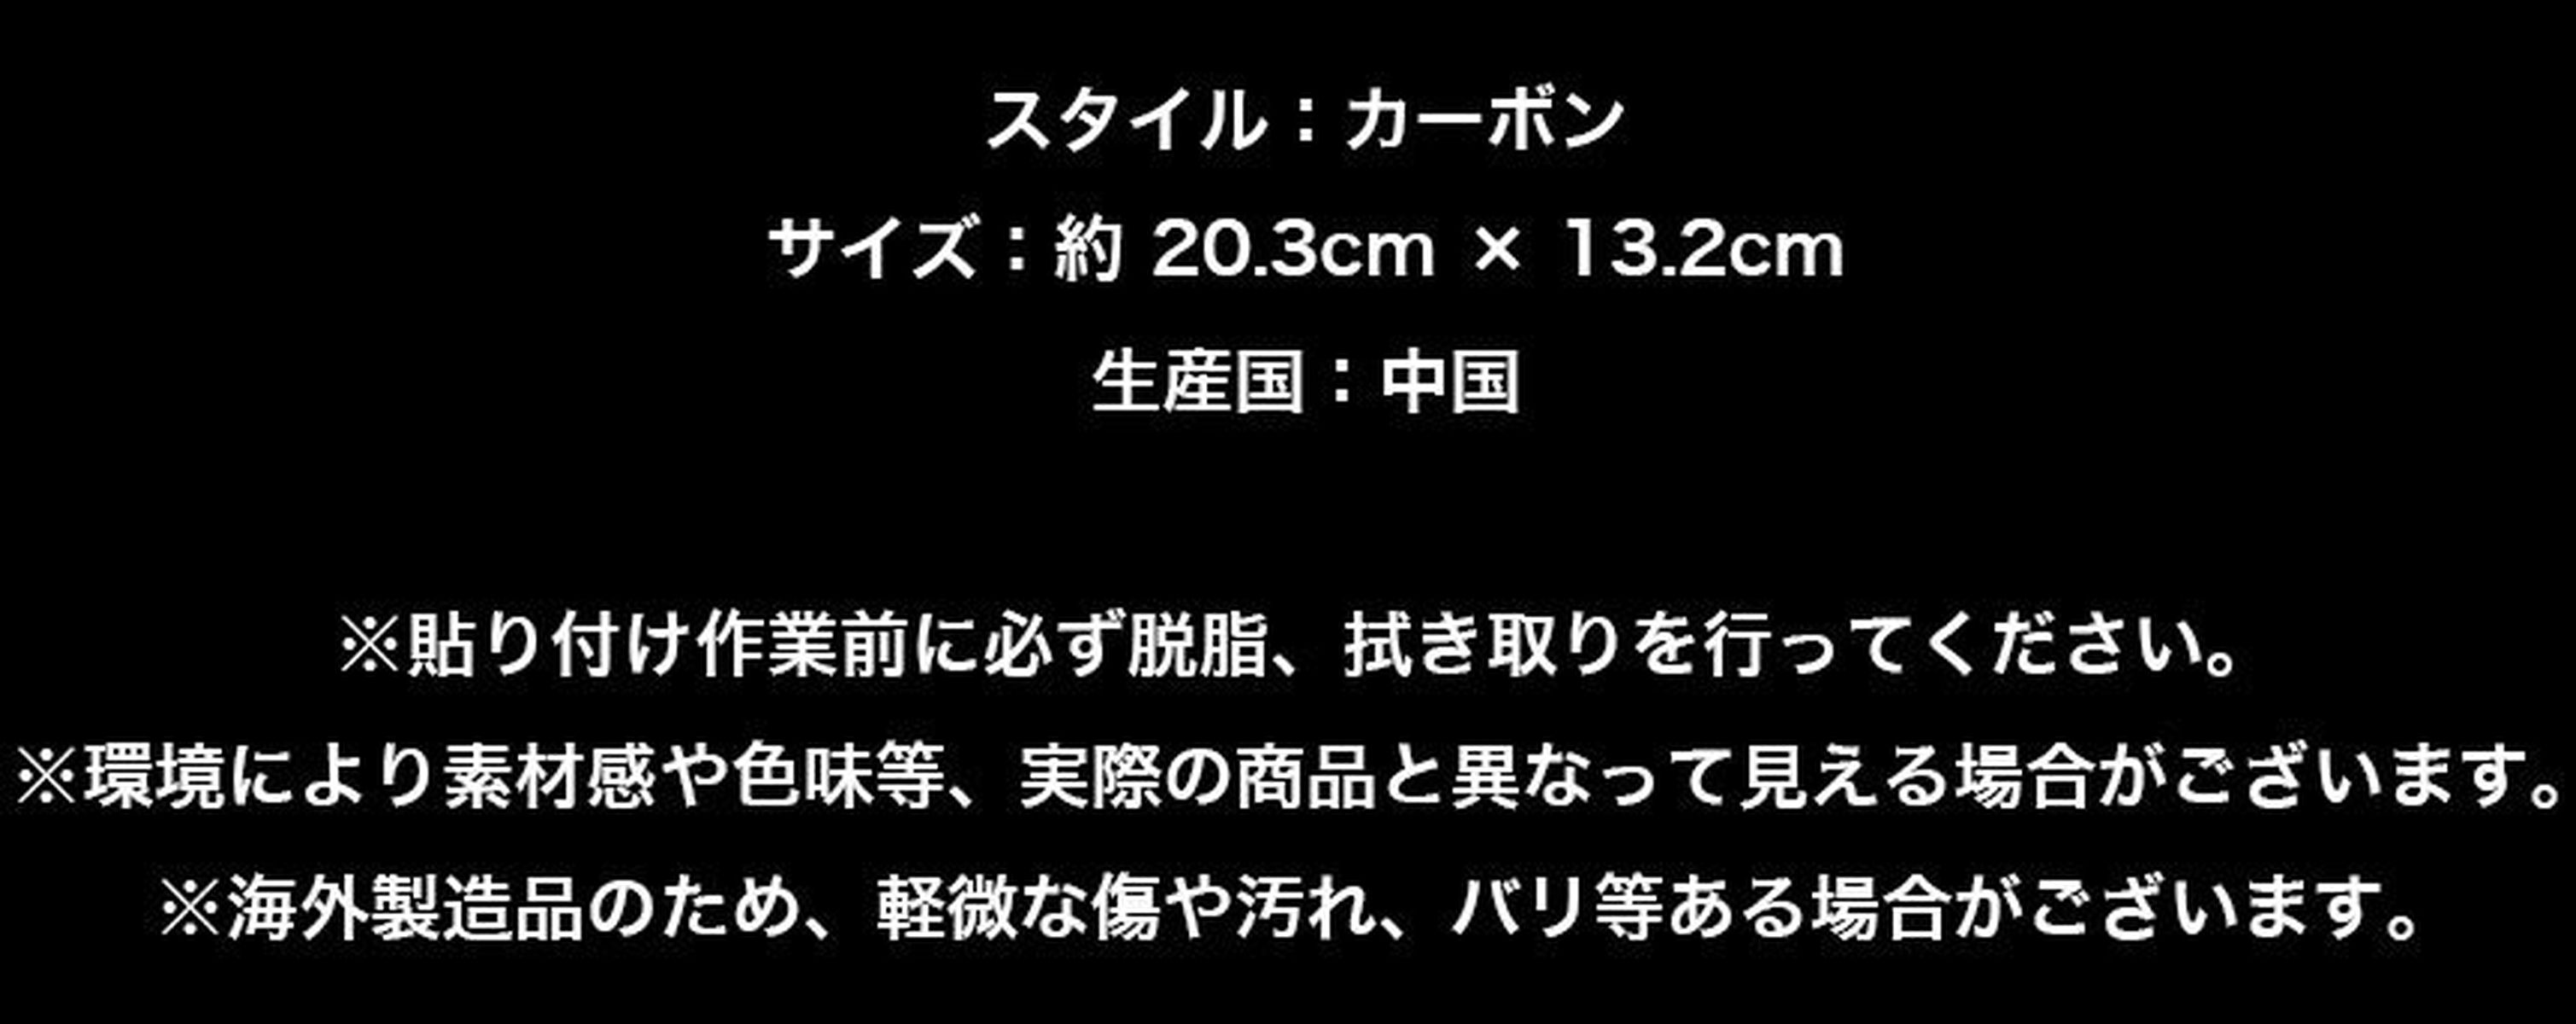 スタイル：カーボン
サイズ：約 20.3cm × 13.2cm
生産国：中国
※貼り付け作業前に必ず脱脂、拭き取りを行ってください。
※環境により素材感や色味等、実際の商品と異なって見える場合がございます。
※海外製造品のため、軽微な傷や汚れ、バリ等ある場合がございます。